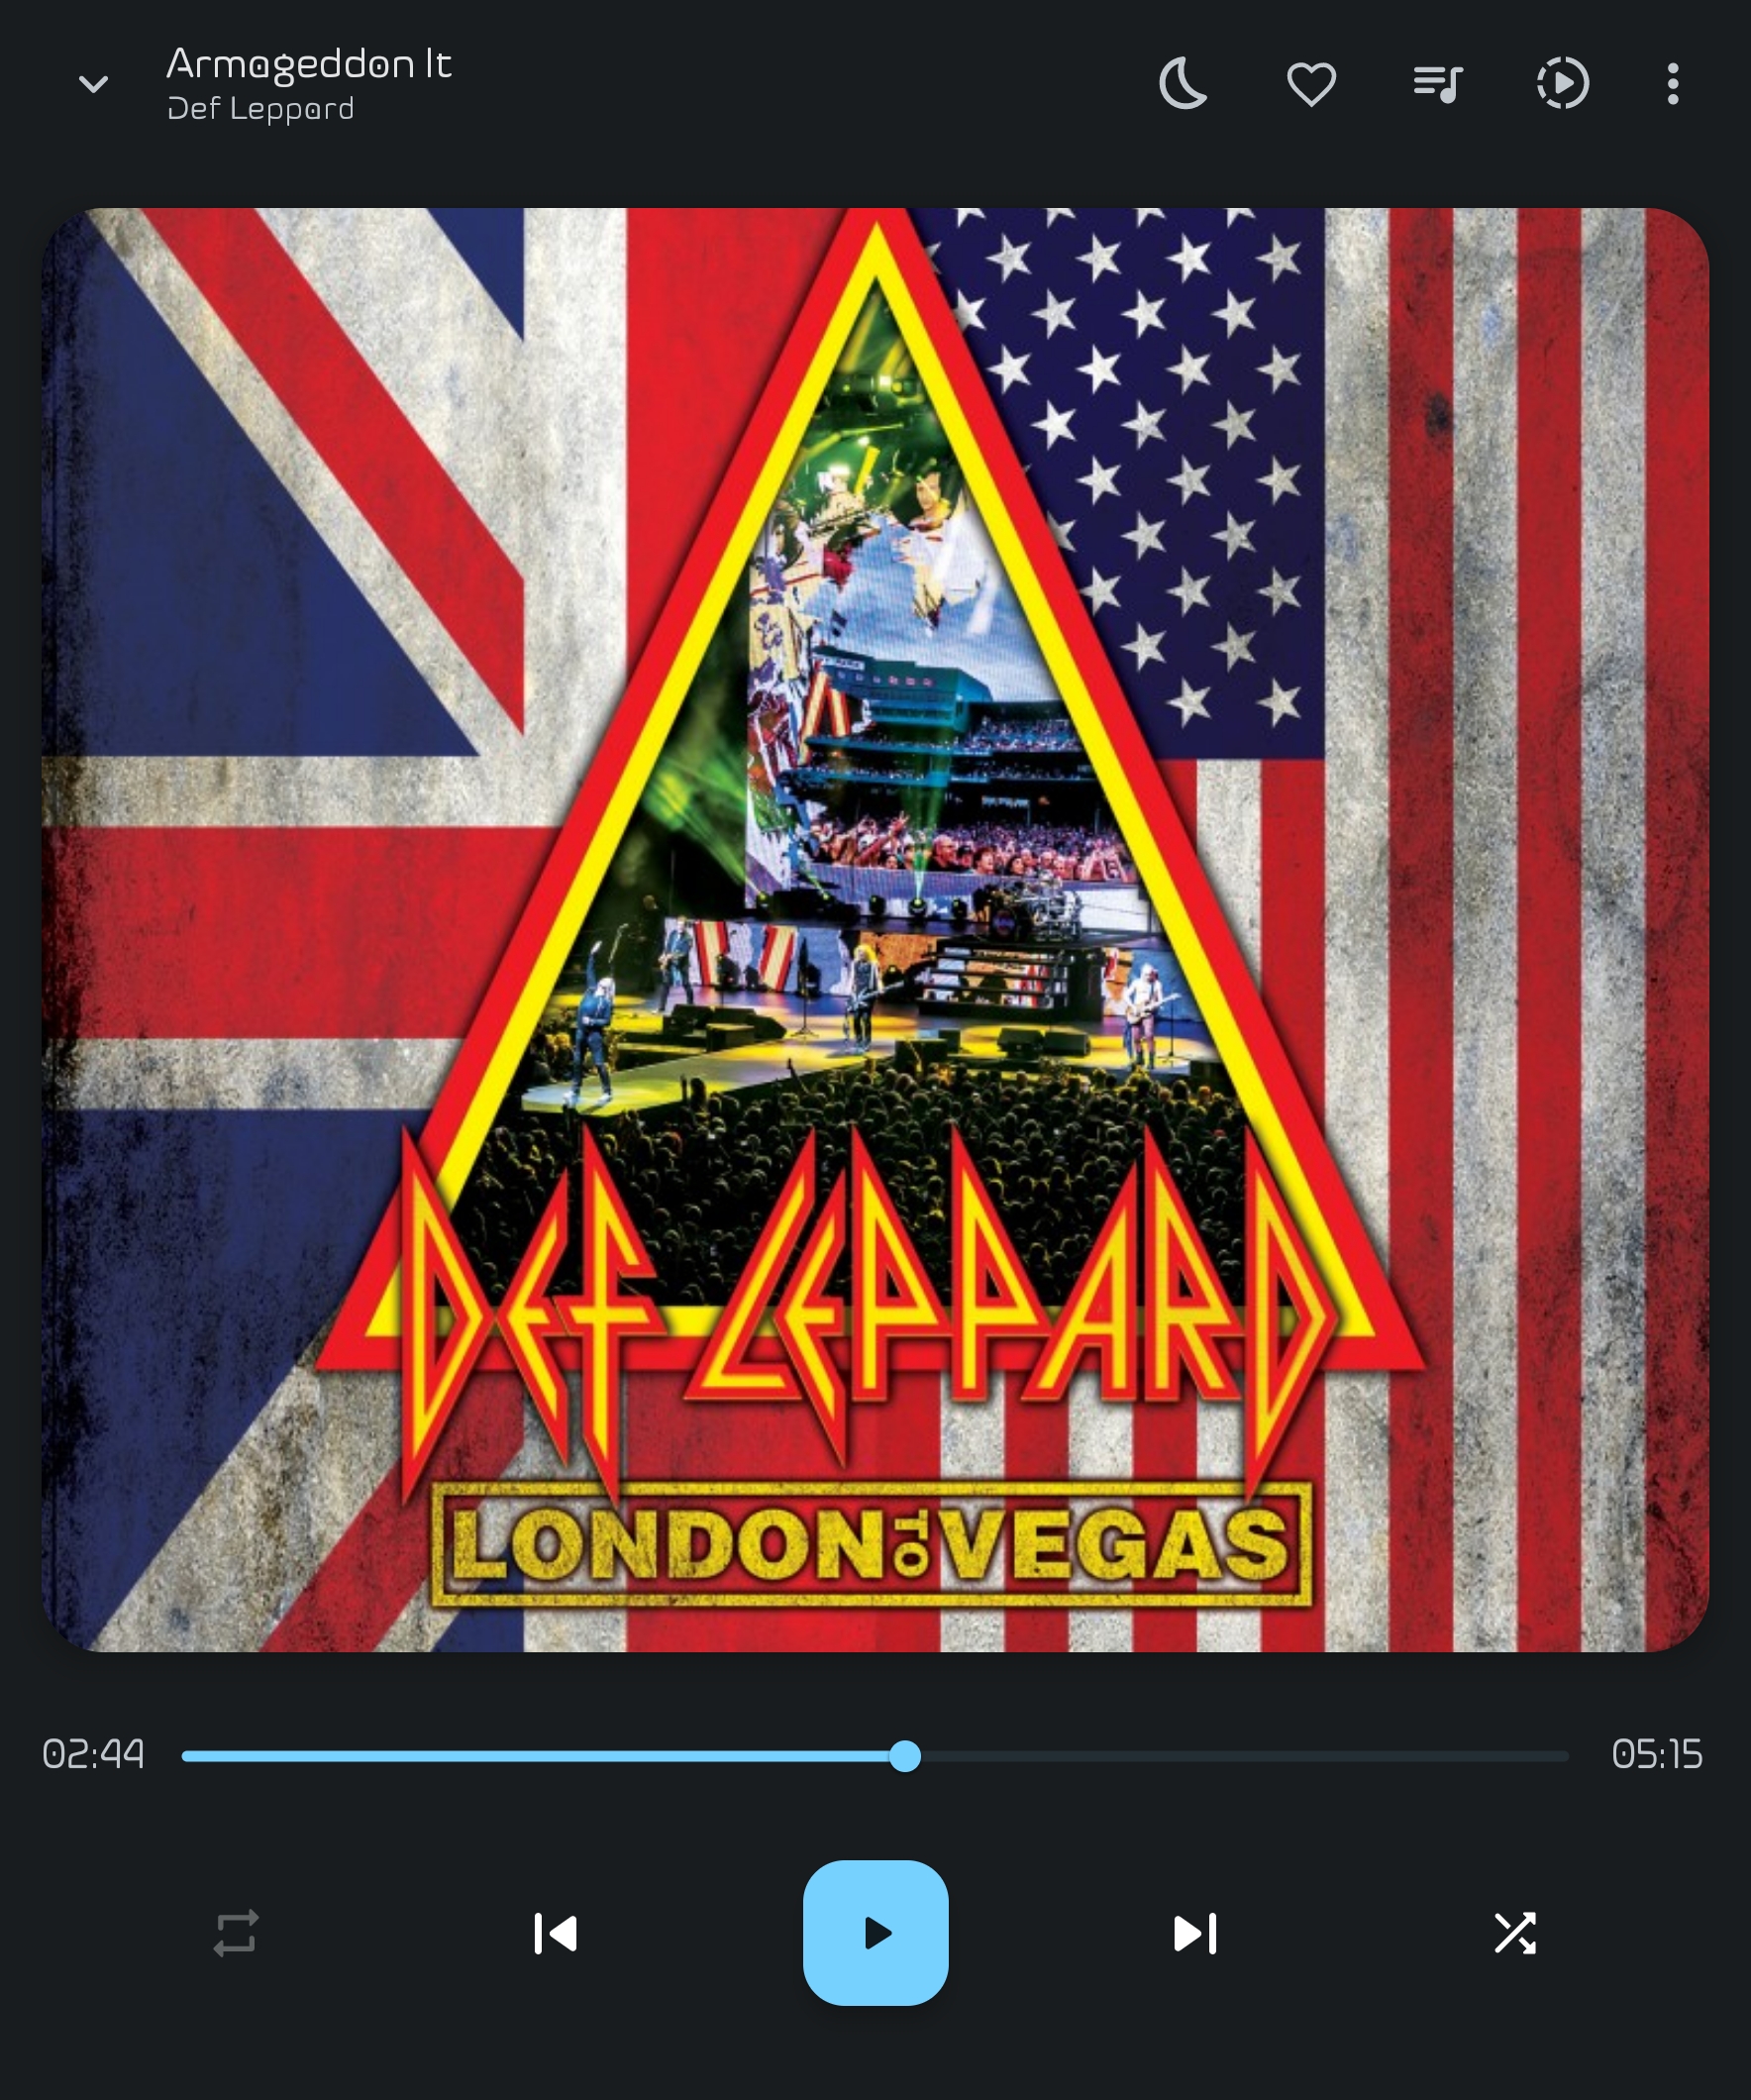 Armageddon It
Def Leppard
DEF LEPPARD
LONDON TO VEGAS
02:44
05:15